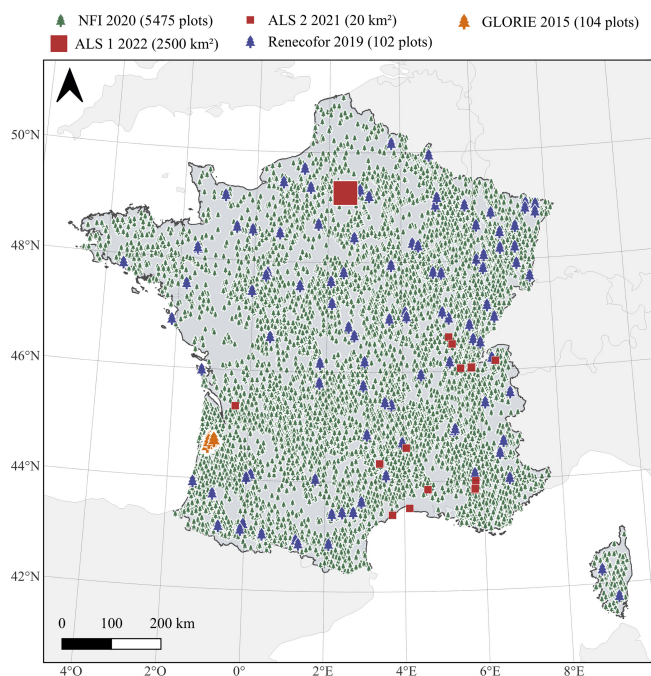 NFI 2020 (5475 plots) ALS 2 2021 (20 km²) GLORIE 2015 (104 plots)
ALS 1 2022 (2500 km²) Renecofor 2019 (102 plots)
50°N
48°N
46°N
44°N
42°N
0 100 200 km
4°O 2°O 0° 2°E 4°E 6°E 8°E